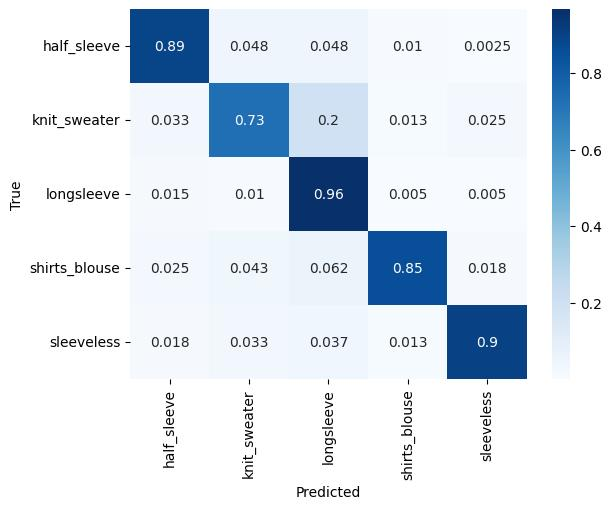 half_sleeve 0.89 0.048 0.048 0.01 0.0025
knit_sweater 0.033 0.73 0.2 0.013 0.025
longsleeve 0.015 0.01 0.96 0.005 0.005
shirts_blouse 0.025 0.043 0.062 0.85 0.018
sleeveless 0.018 0.033 0.037 0.013 0.9
True
half_sleeve
knit_sweater
longsleeve
shirts_blouse
sleeveless
Predicted
0.8
0.6
0.4
0.2